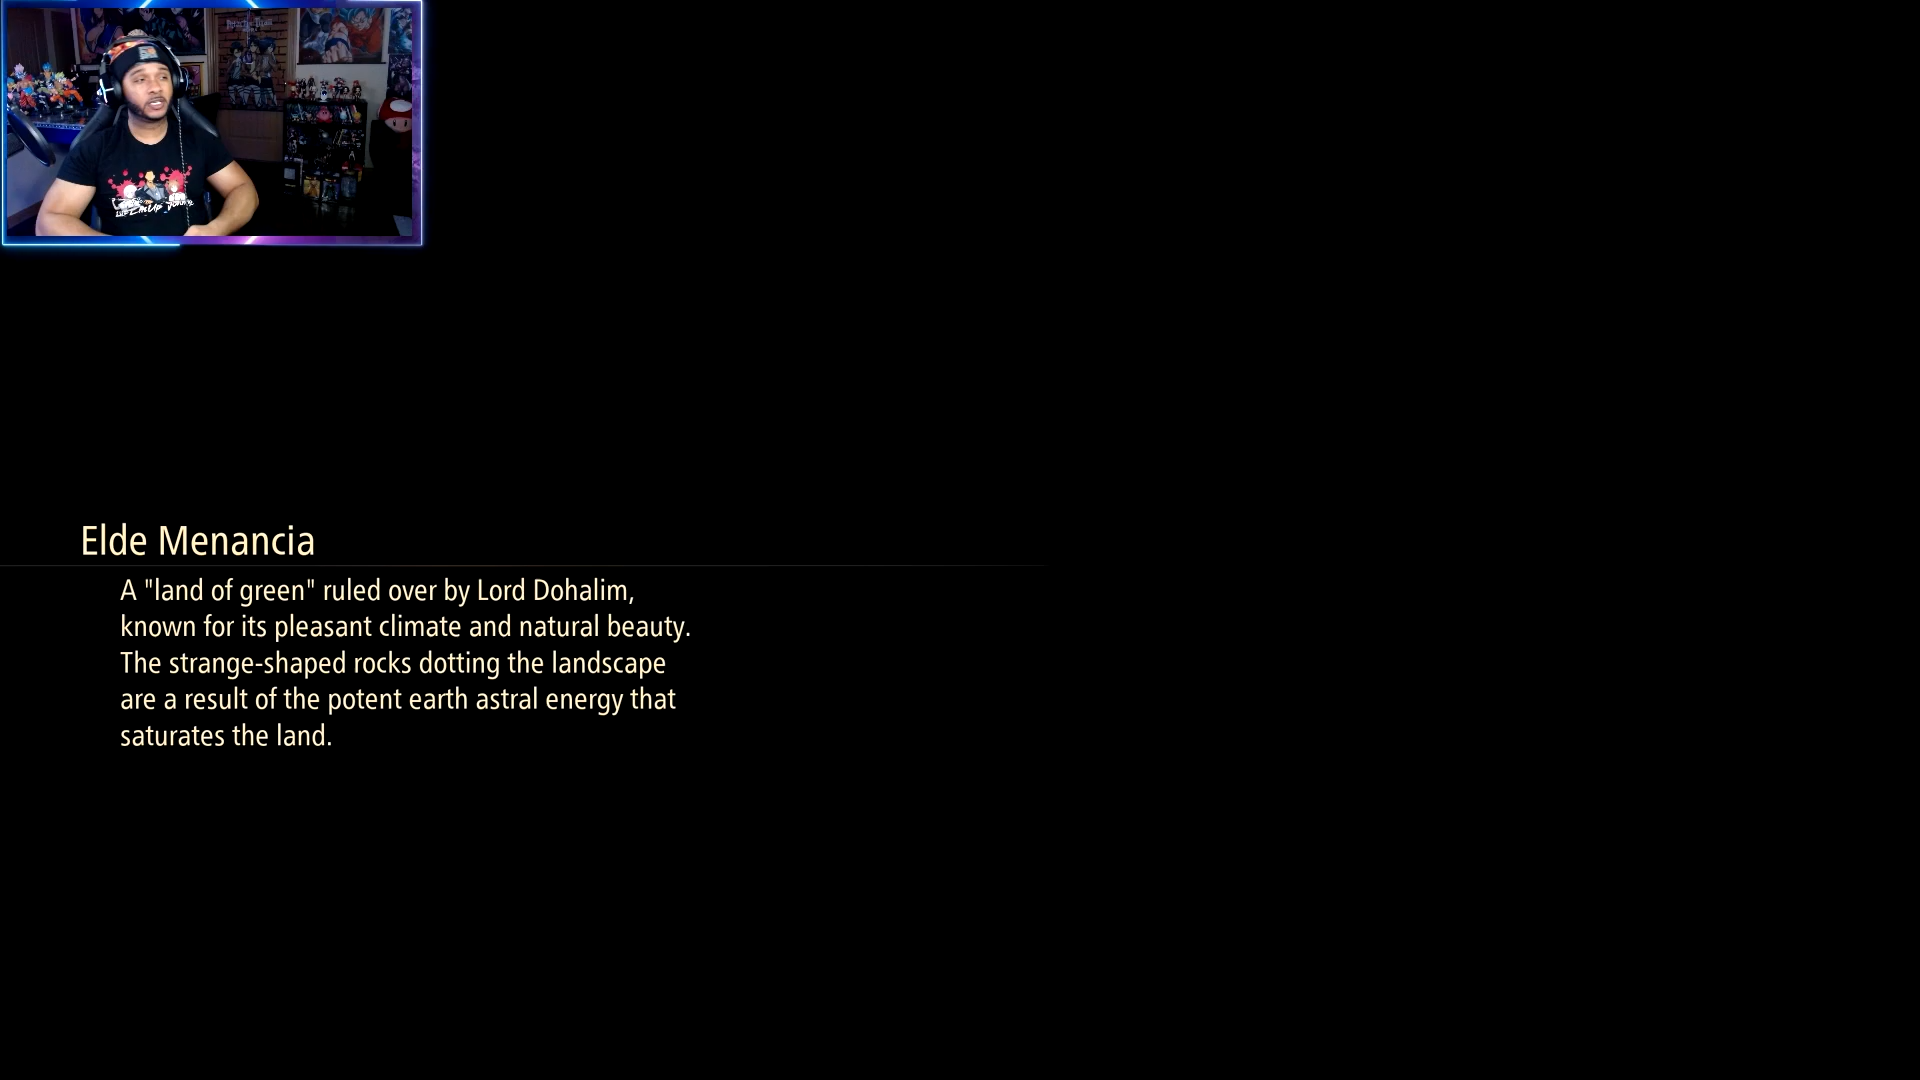 Elde Menancia
A "land of green" ruled over by Lord Dohalim,
known for its pleasant climate and natural beauty.
The strange-shaped rocks dotting the landscape
are a result of the potent earth astral energy that
saturates the land.